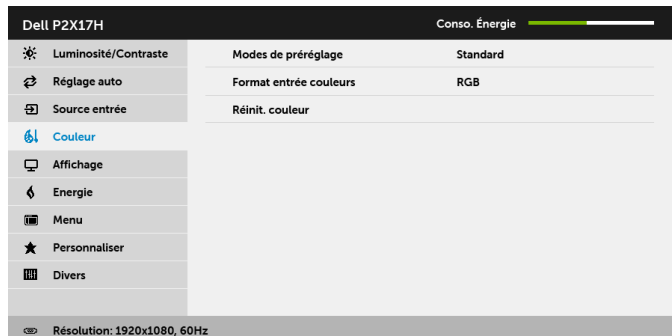 Dell P2X17H
Conso. Énergie
Luminosité/Contraste
Modes de préréglage
Standard
Réglage auto
Format entrée couleurs
RGB
Source entrée
Réinit. couleur
Couleur
Affichage
Energie
Menu
Personnaliser
Divers
Résolution: 1920x1080, 60Hz